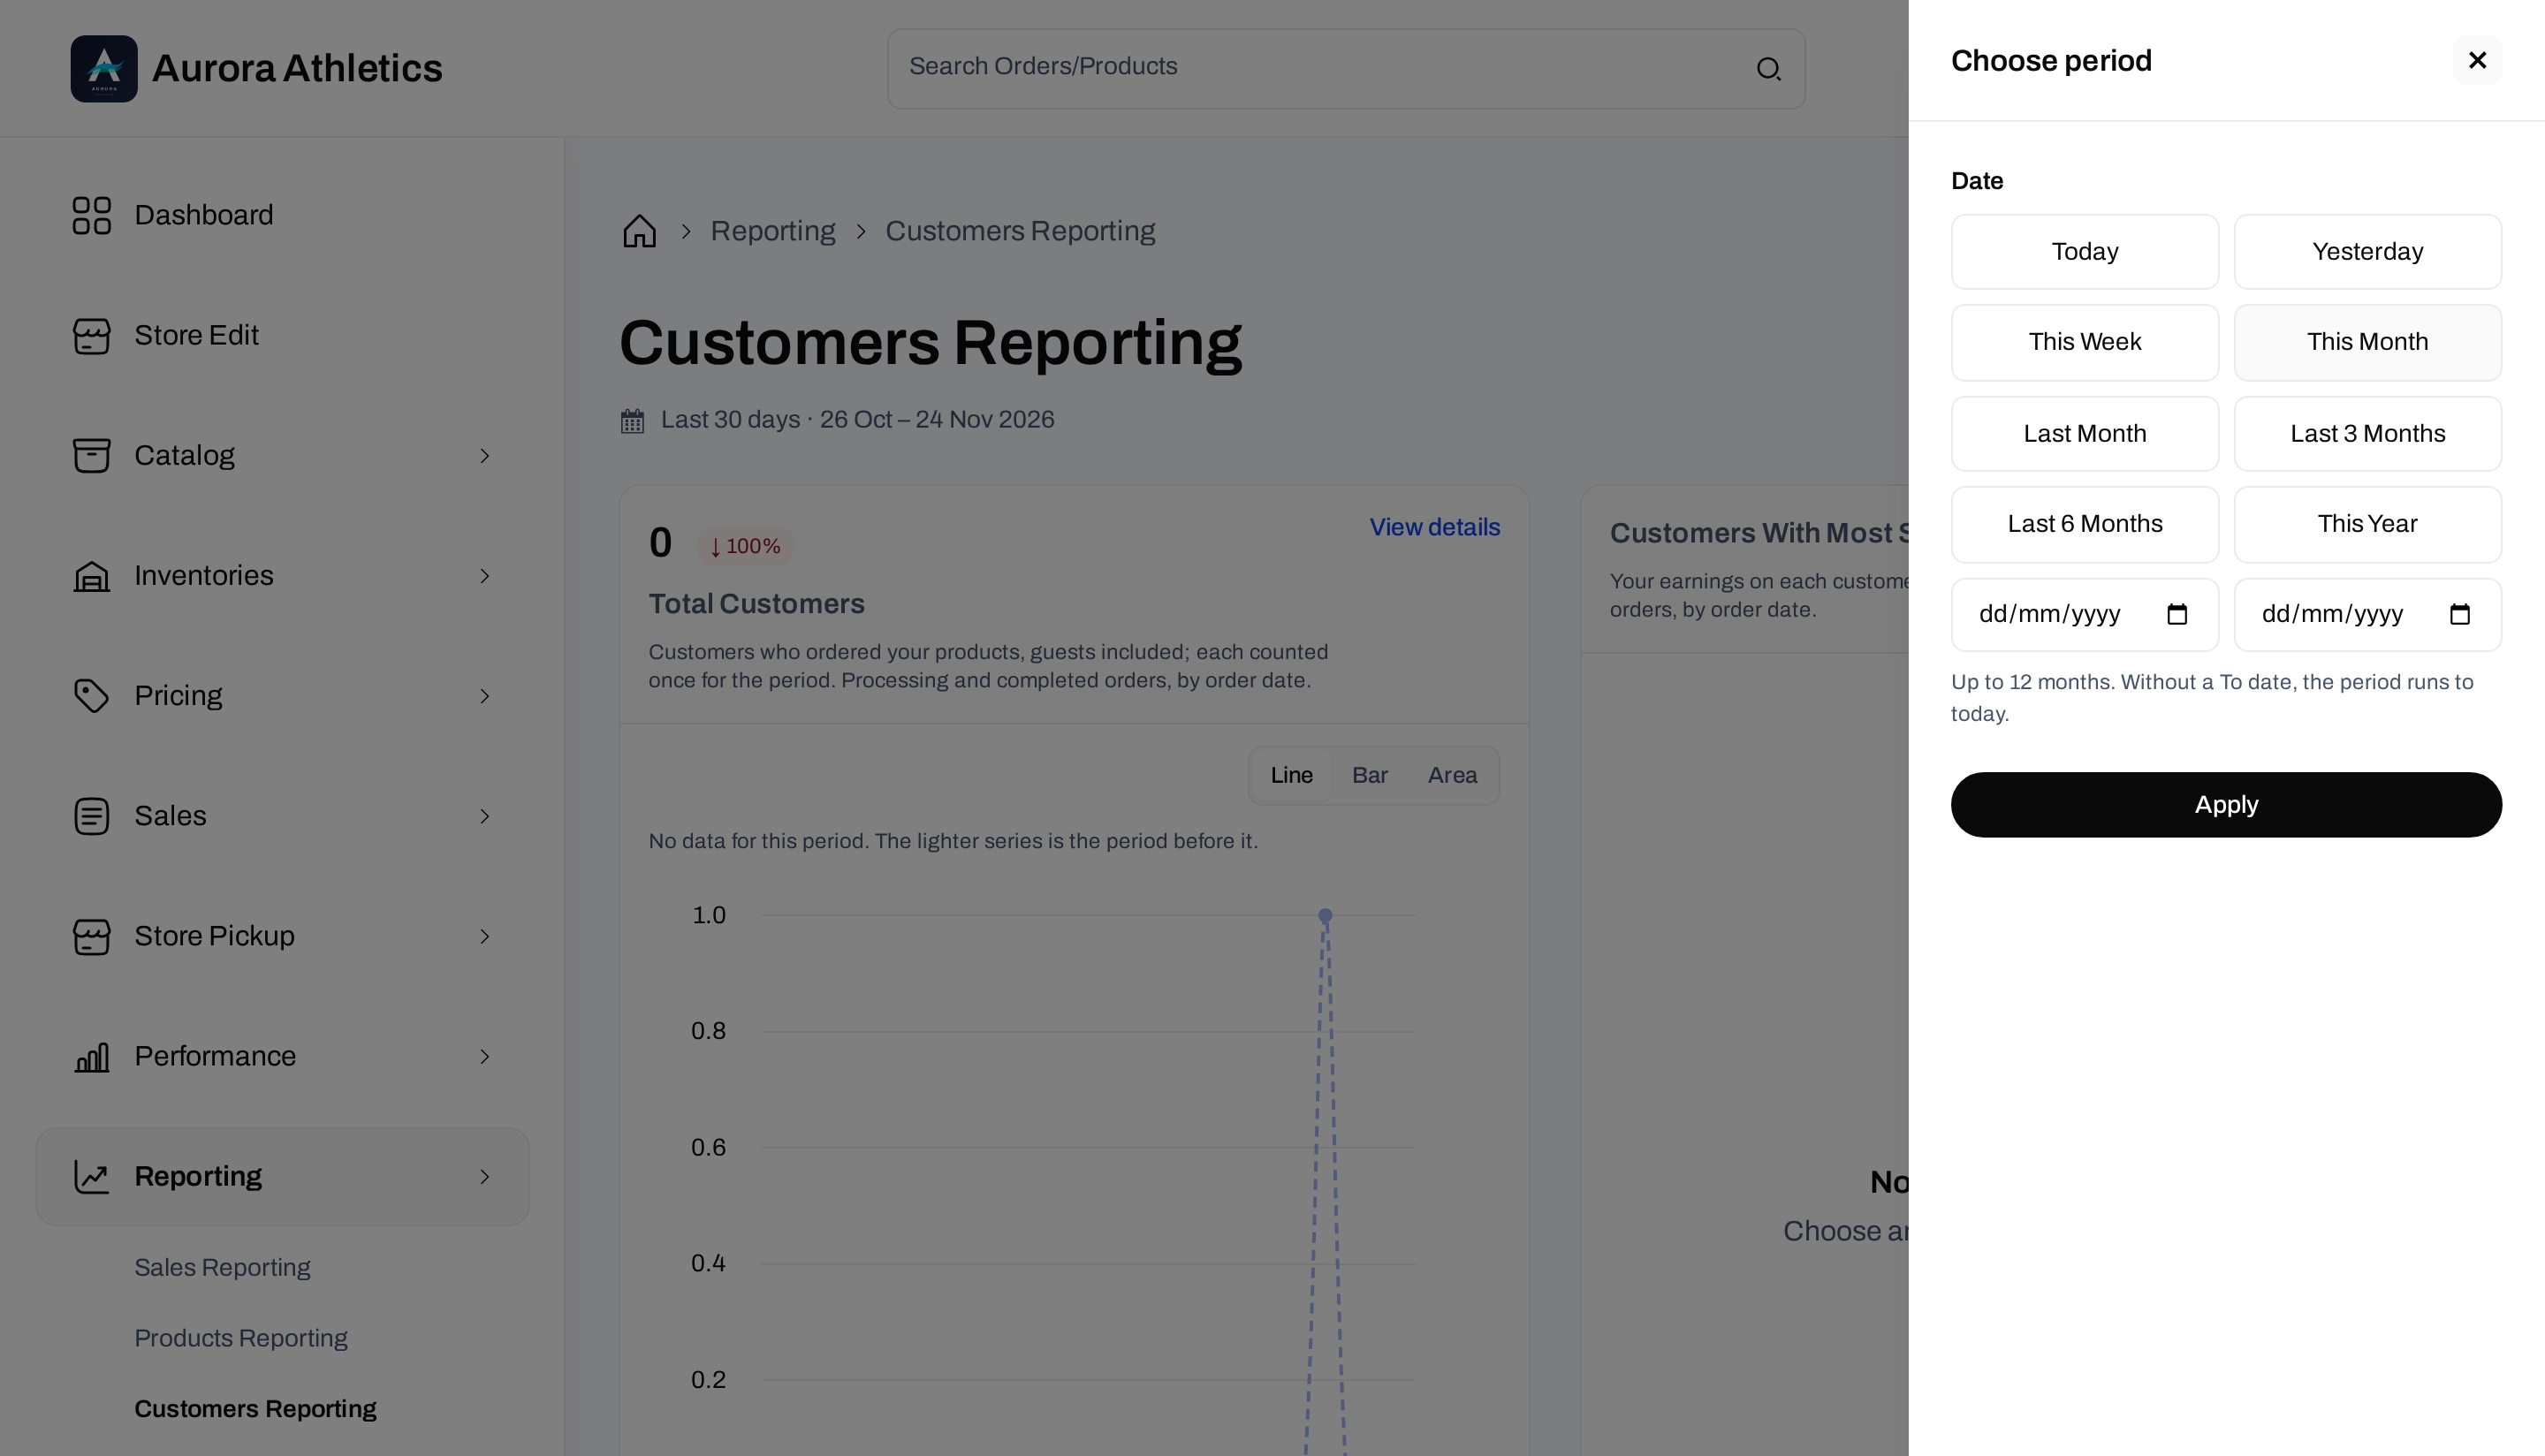 AURORA
Aurora Athletics
Search Orders/Products
Dashboard
Store Edit
Catalog
Inventories
Pricing
Sales
Store Pickup
Performance
Reporting
Sales Reporting
Products Reporting
Customers Reporting
Reporting
Customers Reporting
Customers Reporting
Last 30 days · 26 Oct – 24 Nov 2026
0
↓ 100%
View details
Total Customers
Customers who ordered your products, guests included; each counted
once for the period. Processing and completed orders, by order date.
Line
Bar
Area
No data for this period. The lighter series is the period before it.
1.0
0.8
0.6
0.4
0.2
Customers With Most
Your earnings on each
orders, by order date.
Choose
Choose period
Date
Today
Yesterday
This Week
This Month
Last Month
Last 3 Months
Last 6 Months
This Year
dd/mm/yyyy
dd/mm/yyyy
Up to 12 months. Without a To date, the period runs to
today.
Apply